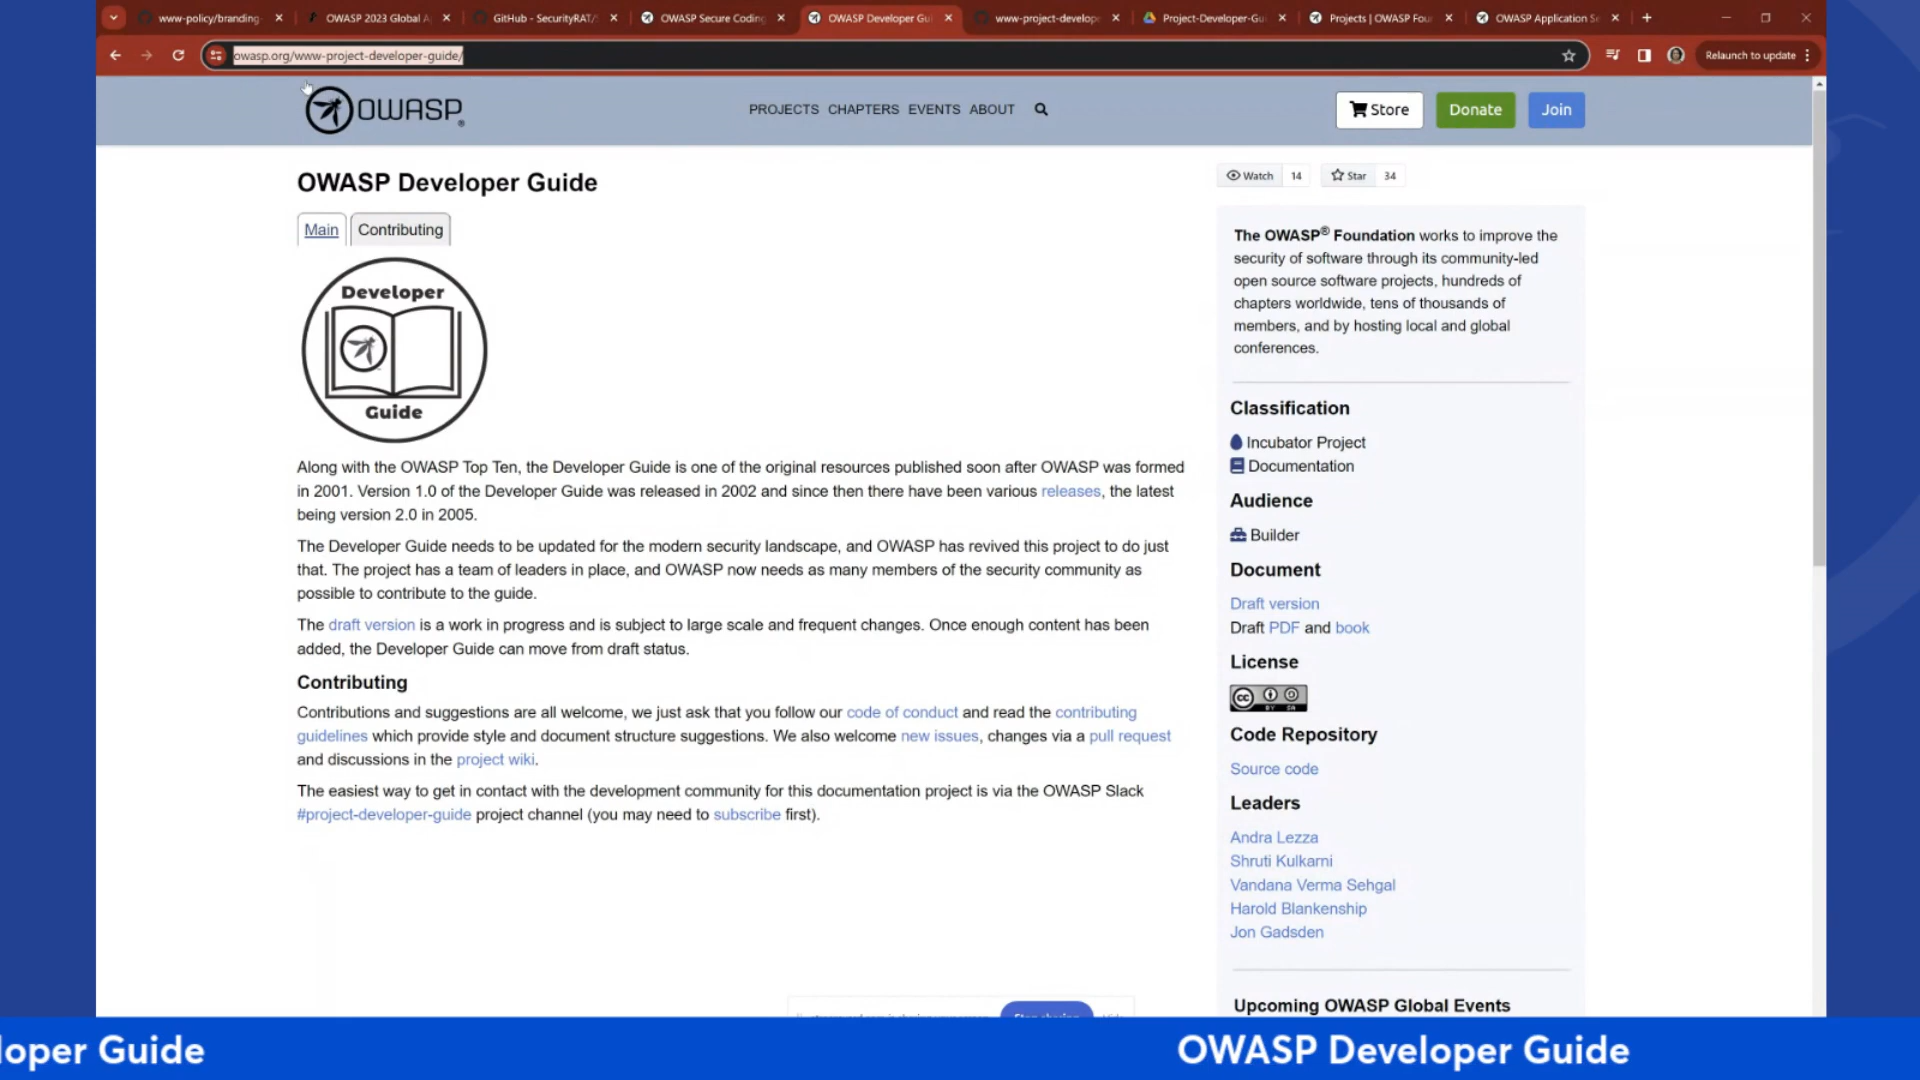 www-policy/branding
OWASP 2023 Global A
GitHub - SecurityRAT/
OWASP Secure Coding
OWASP Developer Gui
www-project-develope
Project-Developer-Gu
Projects | OWASP Fou
OWASP Application Se
owasp.org/www-project-developer-guide/
Relaunch to update
OWASP
PROJECTS CHAPTERS EVENTS ABOUT
Store
Donate
Join
OWASP Developer Guide
Main
Contributing
Developer
Guide
Along with the OWASP Top Ten, the Developer Guide is one of the original resources published soon after OWASP was formed
in 2001. Version 1.0 of the Developer Guide was released in 2002 and since then there have been various releases, the latest
being version 2.0 in 2005.
The Developer Guide needs to be updated for the modern security landscape, and OWASP has revived this project to do just
that. The project has a team of leaders in place, and OWASP now needs as many members of the security community as
possible to contribute to the guide.
The draft version is a work in progress and is subject to large scale and frequent changes. Once enough content has been
added, the Developer Guide can move from draft status.
Contributing
Contributions and suggestions are all welcome, we just ask that you follow our code of conduct and read the contributing
guidelines which provide style and document structure suggestions. We also welcome new issues, changes via a pull request
and discussions in the project wiki.
The easiest way to get in contact with the development community for this documentation project is via the OWASP Slack
#project-developer-guide project channel (you may need to subscribe first).
Watch 14
Star 34
The OWASP® Foundation works to improve the
security of software through its community-led
open source software projects, hundreds of
chapters worldwide, tens of thousands of
members, and by hosting local and global
conferences.
Classification
Incubator Project
Documentation
Audience
Builder
Document
Draft version
Draft PDF and book
License
CC BY SA
Code Repository
Source code
Leaders
Andra Lezza
Shruti Kulkarni
Vandana Verma Sehgal
Harold Blankenship
Jon Gadsden
Upcoming OWASP Global Events
loper Guide
OWASP Developer Guide